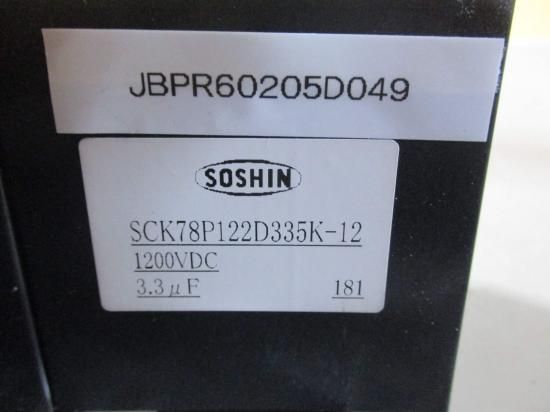 JBPR60205D049
SOSHIN
SCK78P122D335K-12
1200VDC
3.3μF 181